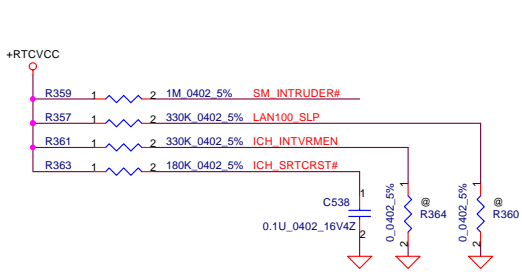 +RTCVCC
R359 1 2 1M_0402_5% SM_INTRUDER#
R357 1 2 330K_0402_5% LAN100_SLP
R361 1 2 330K_0402_5% ICH_INTVRMEN
R363 1 2 180K_0402_5% ICH_SRTCRST#
C538
0.1U_0402_16V4Z
1
2
0_0402_5%
1
2
@
R364
0_0402_5%
1
2
@
R360